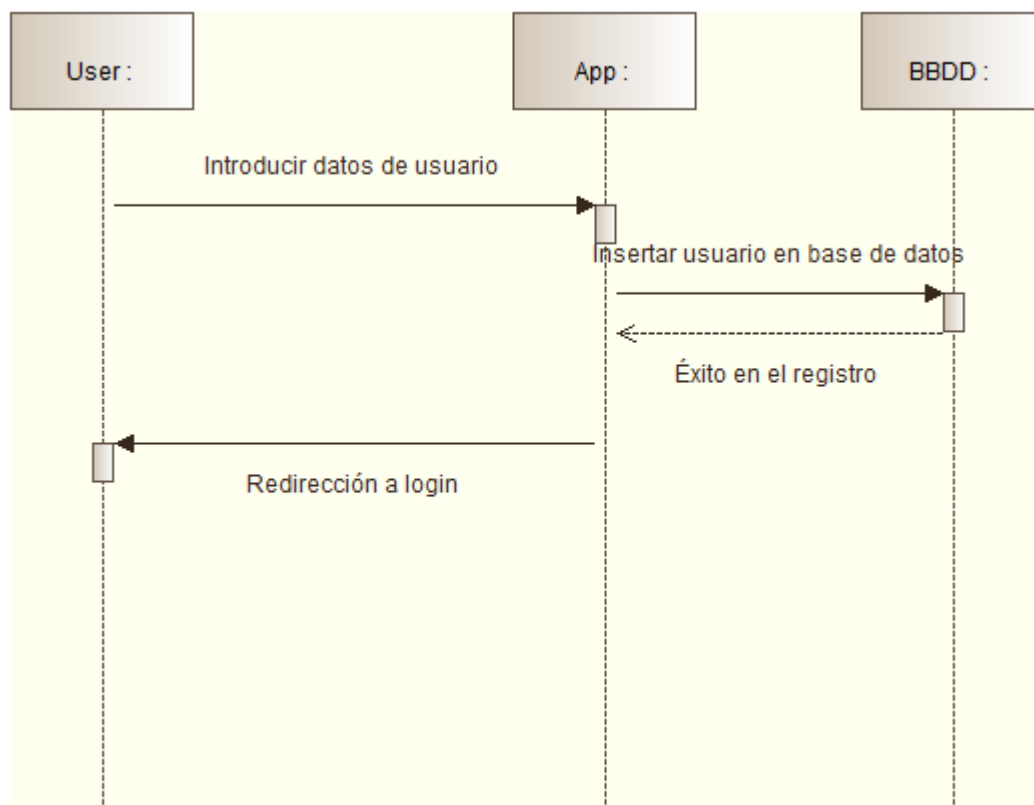 User :
App :
BBDD :
Introducir datos de usuario
Insertar usuario en base de datos
Éxito en el registro
Redirección a login